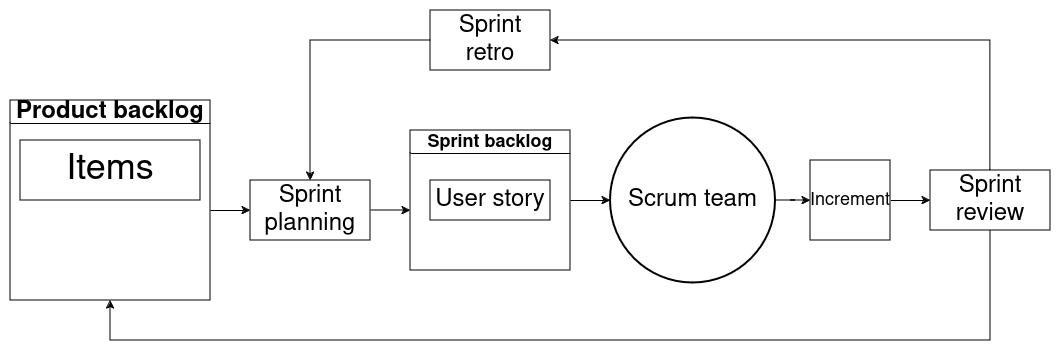 Sprint
retro
Product backlog
Items
Sprint
planning
Sprint backlog
User story
Scrum team
Increment
Sprint
review